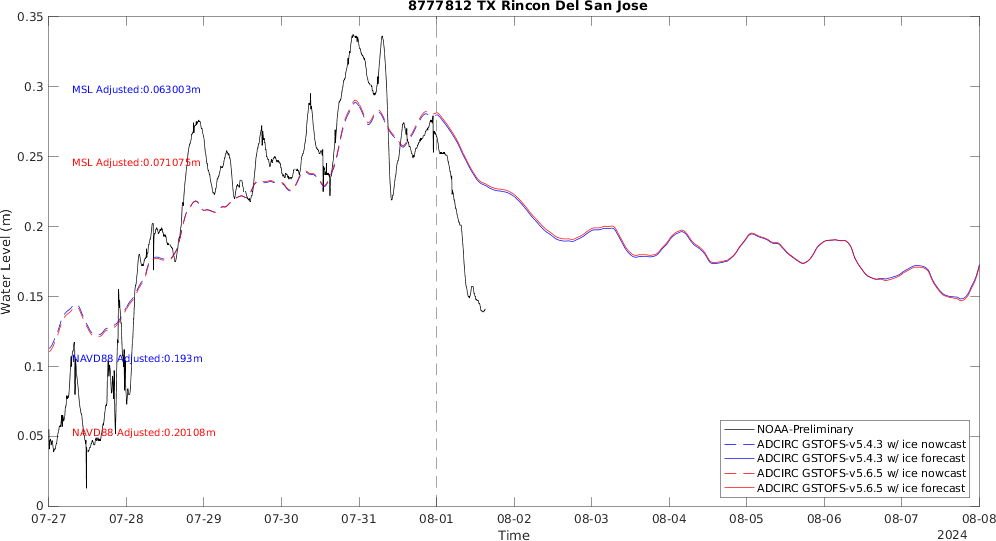 8777812 TX Rincon Del San Jose
Water Level (m)
0.35
0.3
0.25
0.2
0.15
0.1
0.05
0
MSL Adjusted:0.063003m
MSL Adjusted:0.071075m
NAVD88 Adjusted:0.193m
NAVD88 Adjusted:0.20108m
NOAA-Preliminary
ADCIRC GSTOFS-v5.4.3 w/ ice nowcast
ADCIRC GSTOFS-v5.4.3 w/ ice forecast
ADCIRC GSTOFS-v5.6.5 w/ ice nowcast
ADCIRC GSTOFS-v5.6.5 w/ ice forecast
07-27 07-28 07-29 07-30 07-31 08-01 08-02 08-03 08-04 08-05 08-06 08-07 08-08
Time
2024